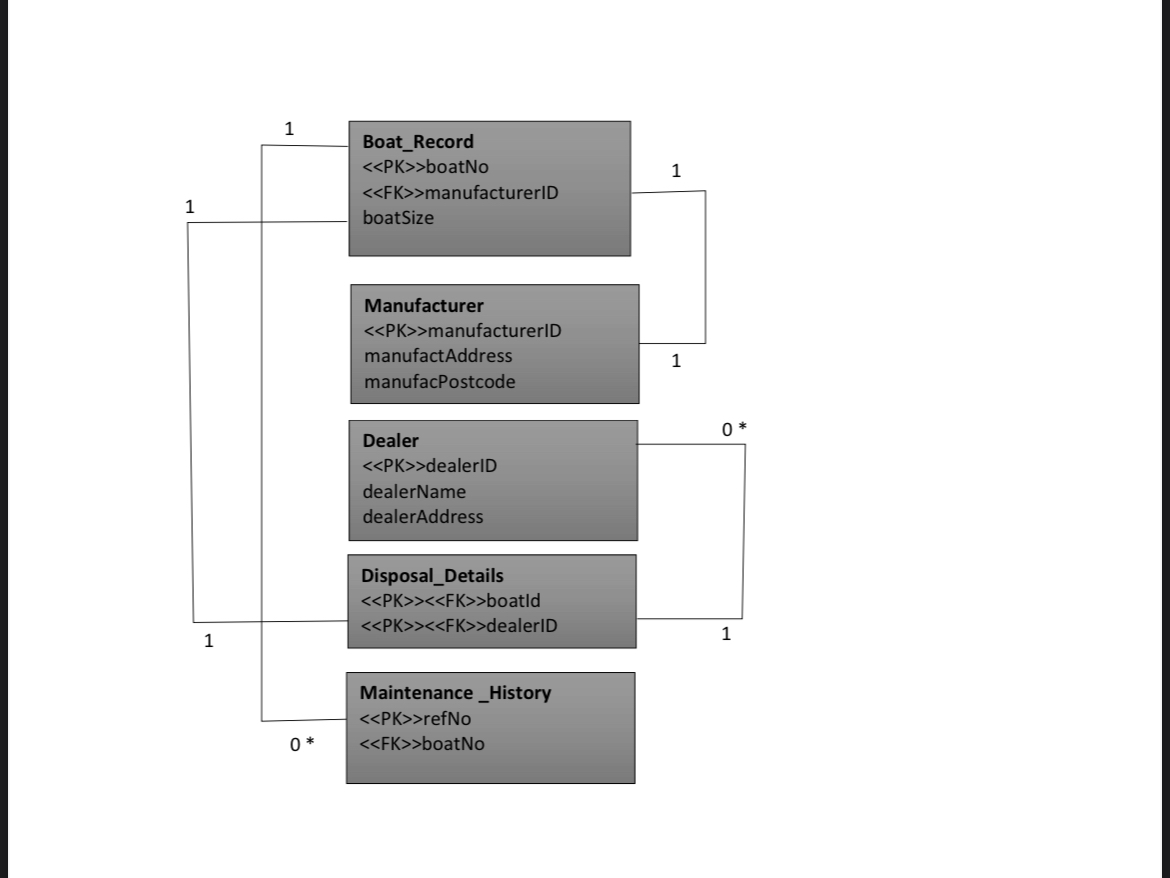 1
Boat_Record
<<PK>>boatNo
<<FK>>manufacturerID
boatSize
1
1
Manufacturer
<<PK>>manufacturerID
manufactAddress
manufacPostcode
1
Dealer
<<PK>>dealerID
dealerName
dealerAddress
0 *
Disposal_Details
<<PK>><<FK>>boatId
<<PK>><<FK>>dealerID
1
1
Maintenance _History
<<PK>>refNo
<<FK>>boatNo
0 *